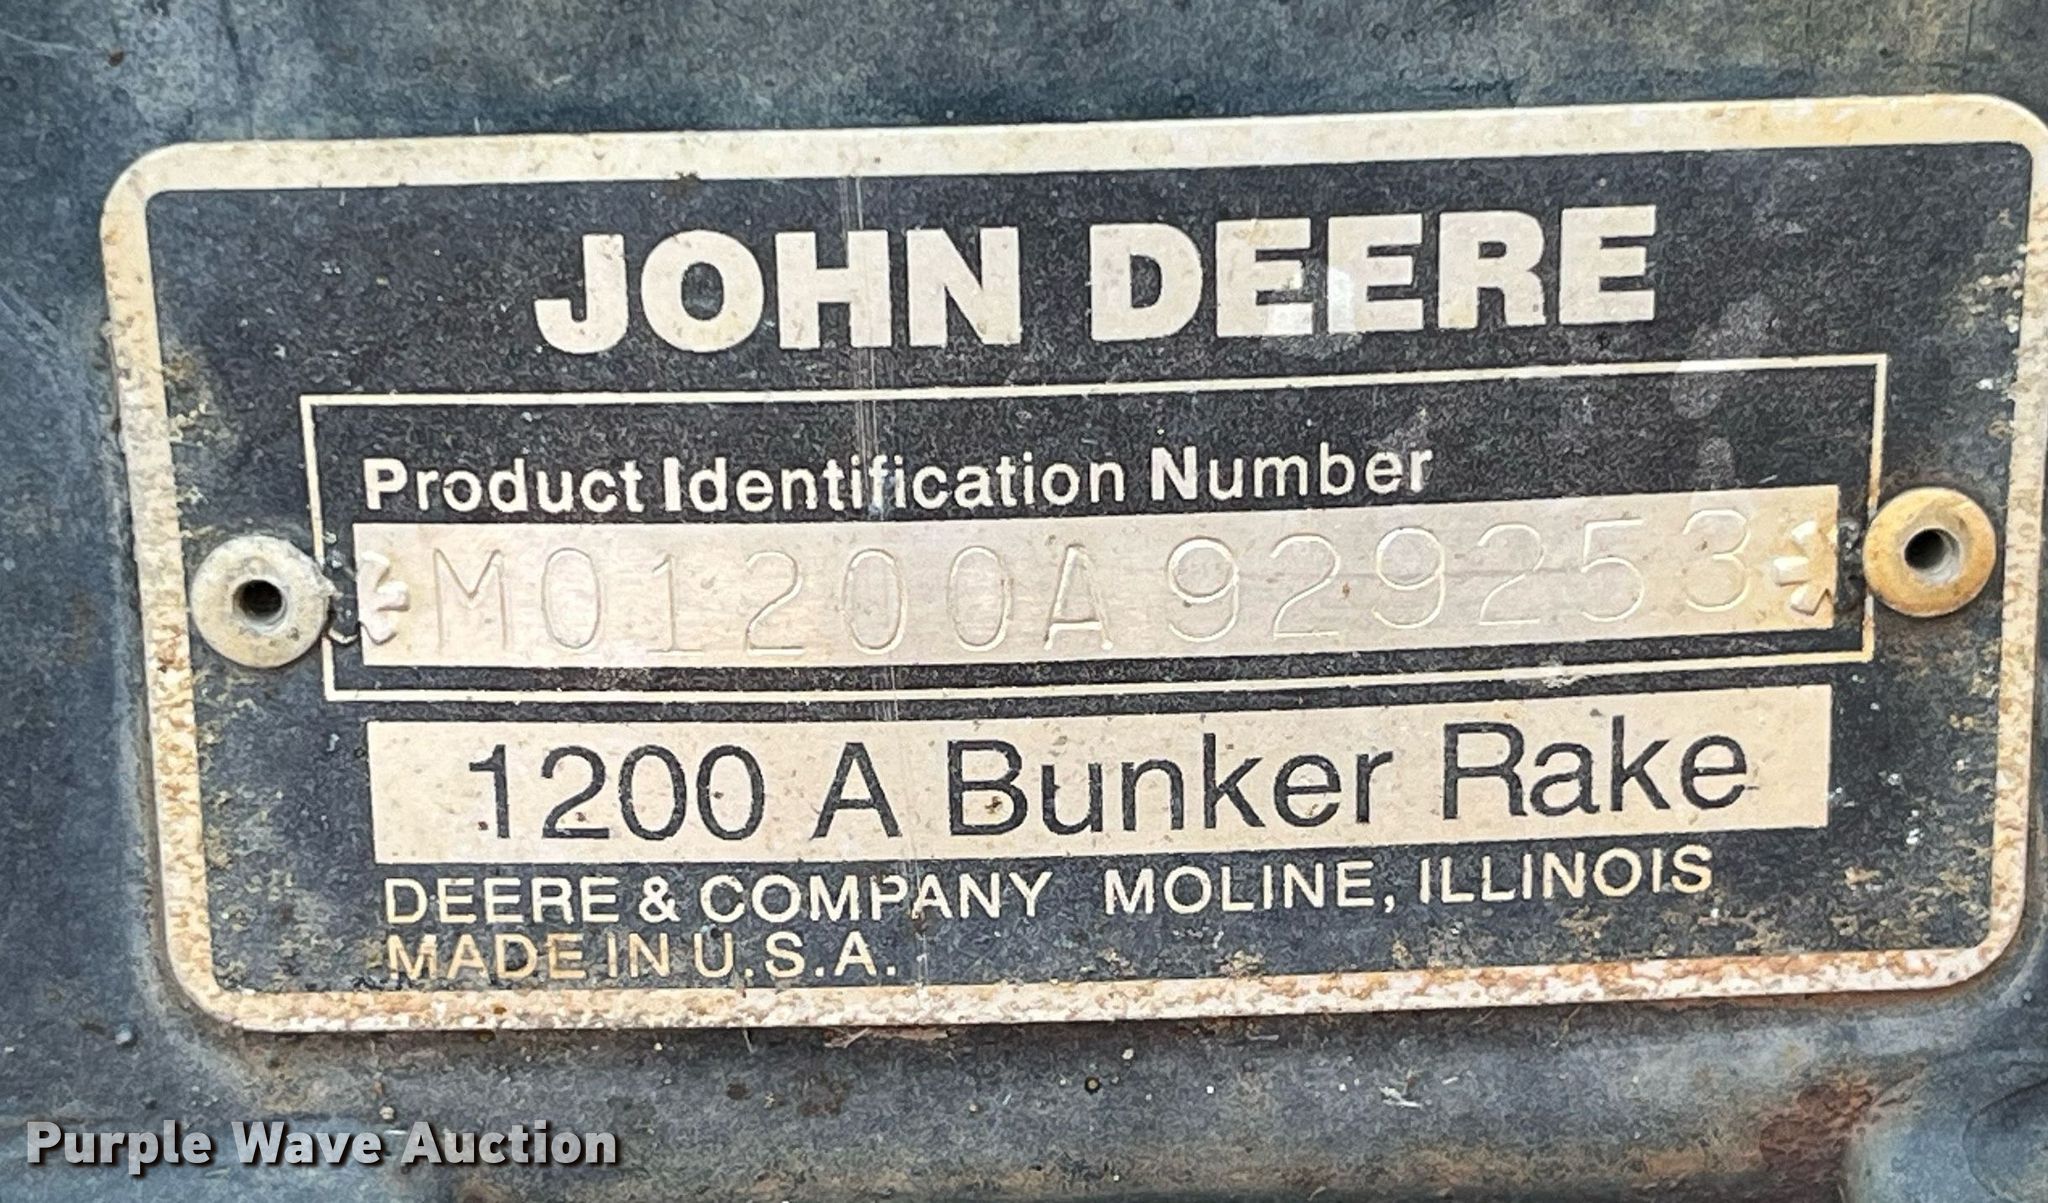 JOHN DEERE
Product Identification Number
*M01200A929253*
1200 A Bunker Rake
DEERE & COMPANY MOLINE, ILLINOIS
MADE IN U.S.A.
Purple Wave Auction